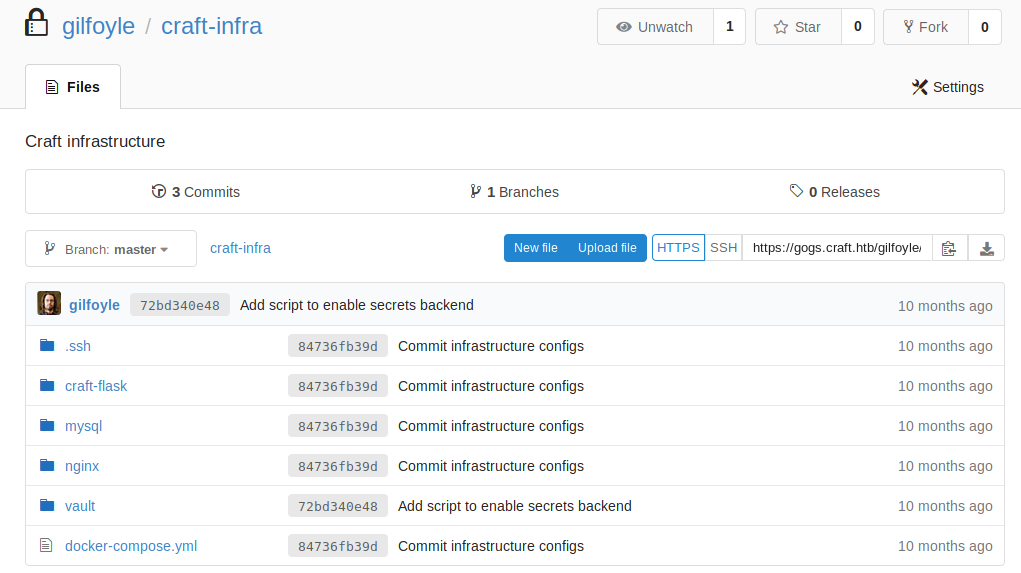 gilfoyle / craft-infra Unwatch 1 Star 0 Fork 0
Files Settings
Craft infrastructure
3 Commits 1 Branches 0 Releases
Branch: master craft-infra New file Upload file HTTPS SSH https://gogs.craft.htb/gilfoyle/
gilfoyle 72bd340e48 Add script to enable secrets backend 10 months ago
.ssh 84736fb39d Commit infrastructure configs 10 months ago
craft-flask 84736fb39d Commit infrastructure configs 10 months ago
mysql 84736fb39d Commit infrastructure configs 10 months ago
nginx 84736fb39d Commit infrastructure configs 10 months ago
vault 72bd340e48 Add script to enable secrets backend 10 months ago
docker-compose.yml 84736fb39d Commit infrastructure configs 10 months ago